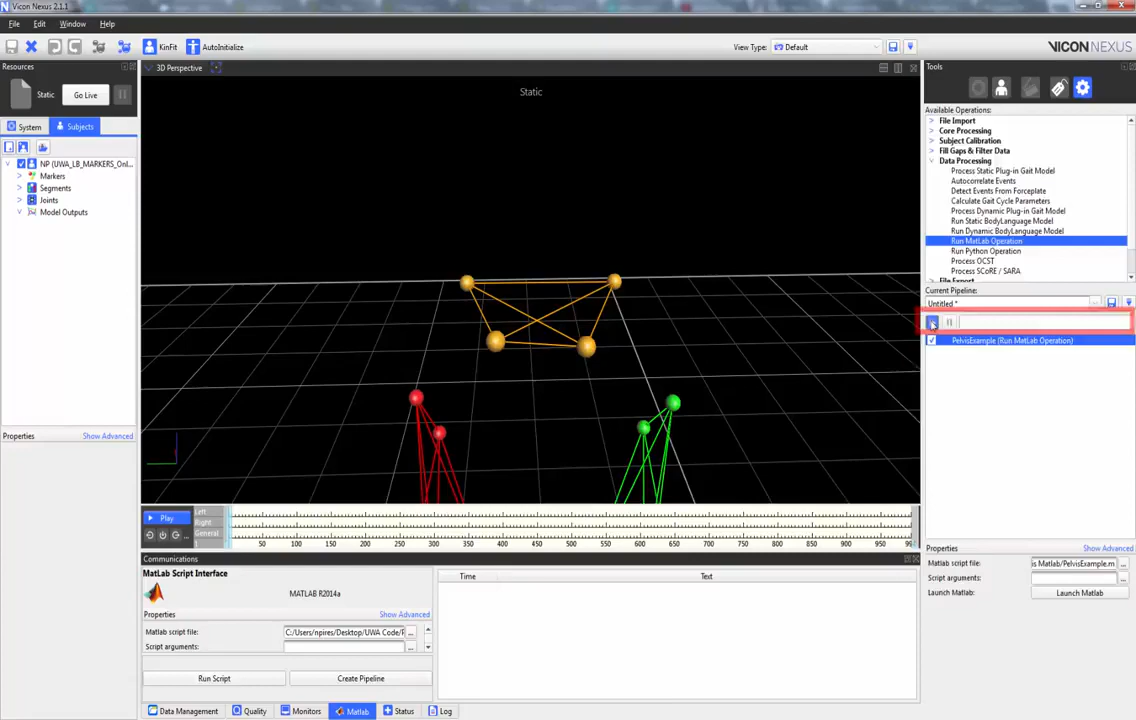 Vicon Nexus 2.1.1
File Edit Window Help
KinFit AutoInitialize View Type: Default VICON NEXUS
Resources
Static Go Live
System Subjects
NP (UWA_LB_MARKERS_Onl...
Markers
Segments
Joints
Model Outputs
Properties Show Advanced
3D Perspective
Static
Play
Left
Right
General
50 100 150 200 250 300 350 400 450 500 550 600 650 700 750 800 850 900 950
Communications
MatLab Script Interface
MATLAB R2014a
Properties Show Advanced
Matlab script file: C:/Users/npires/Desktop/UWA Code/F ...
Script arguments: ...
Run Script Create Pipeline
Time Text
Data Management Quality Monitors Matlab Status Log
Tools
Available Operations:
File Import
Core Processing
Subject Calibration
Fill Gaps & Filter Data
Data Processing
Process Static Plug-in Gait Model
Autocorrelate Events
Detect Events From Forceplate
Calculate Gait Cycle Parameters
Process Dynamic Plug-in Gait Model
Run Static BodyLanguage Model
Run Dynamic BodyLanguage Model
Run MatLab Operation
Run Python Operation
Process OCST
Process SCoRE / SARA
File Export
Current Pipeline:
Untitled *
PelvisExample (Run MatLab Operation)
Properties Show Advanced
Matlab script file: is Matlab/PelvisExample.m ...
Script arguments: ...
Launch Matlab: Launch Matlab